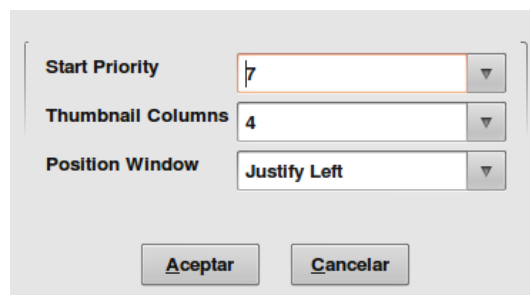 Start Priority 7
Thumbnail Columns 4
Position Window Justify Left
Aceptar Cancelar